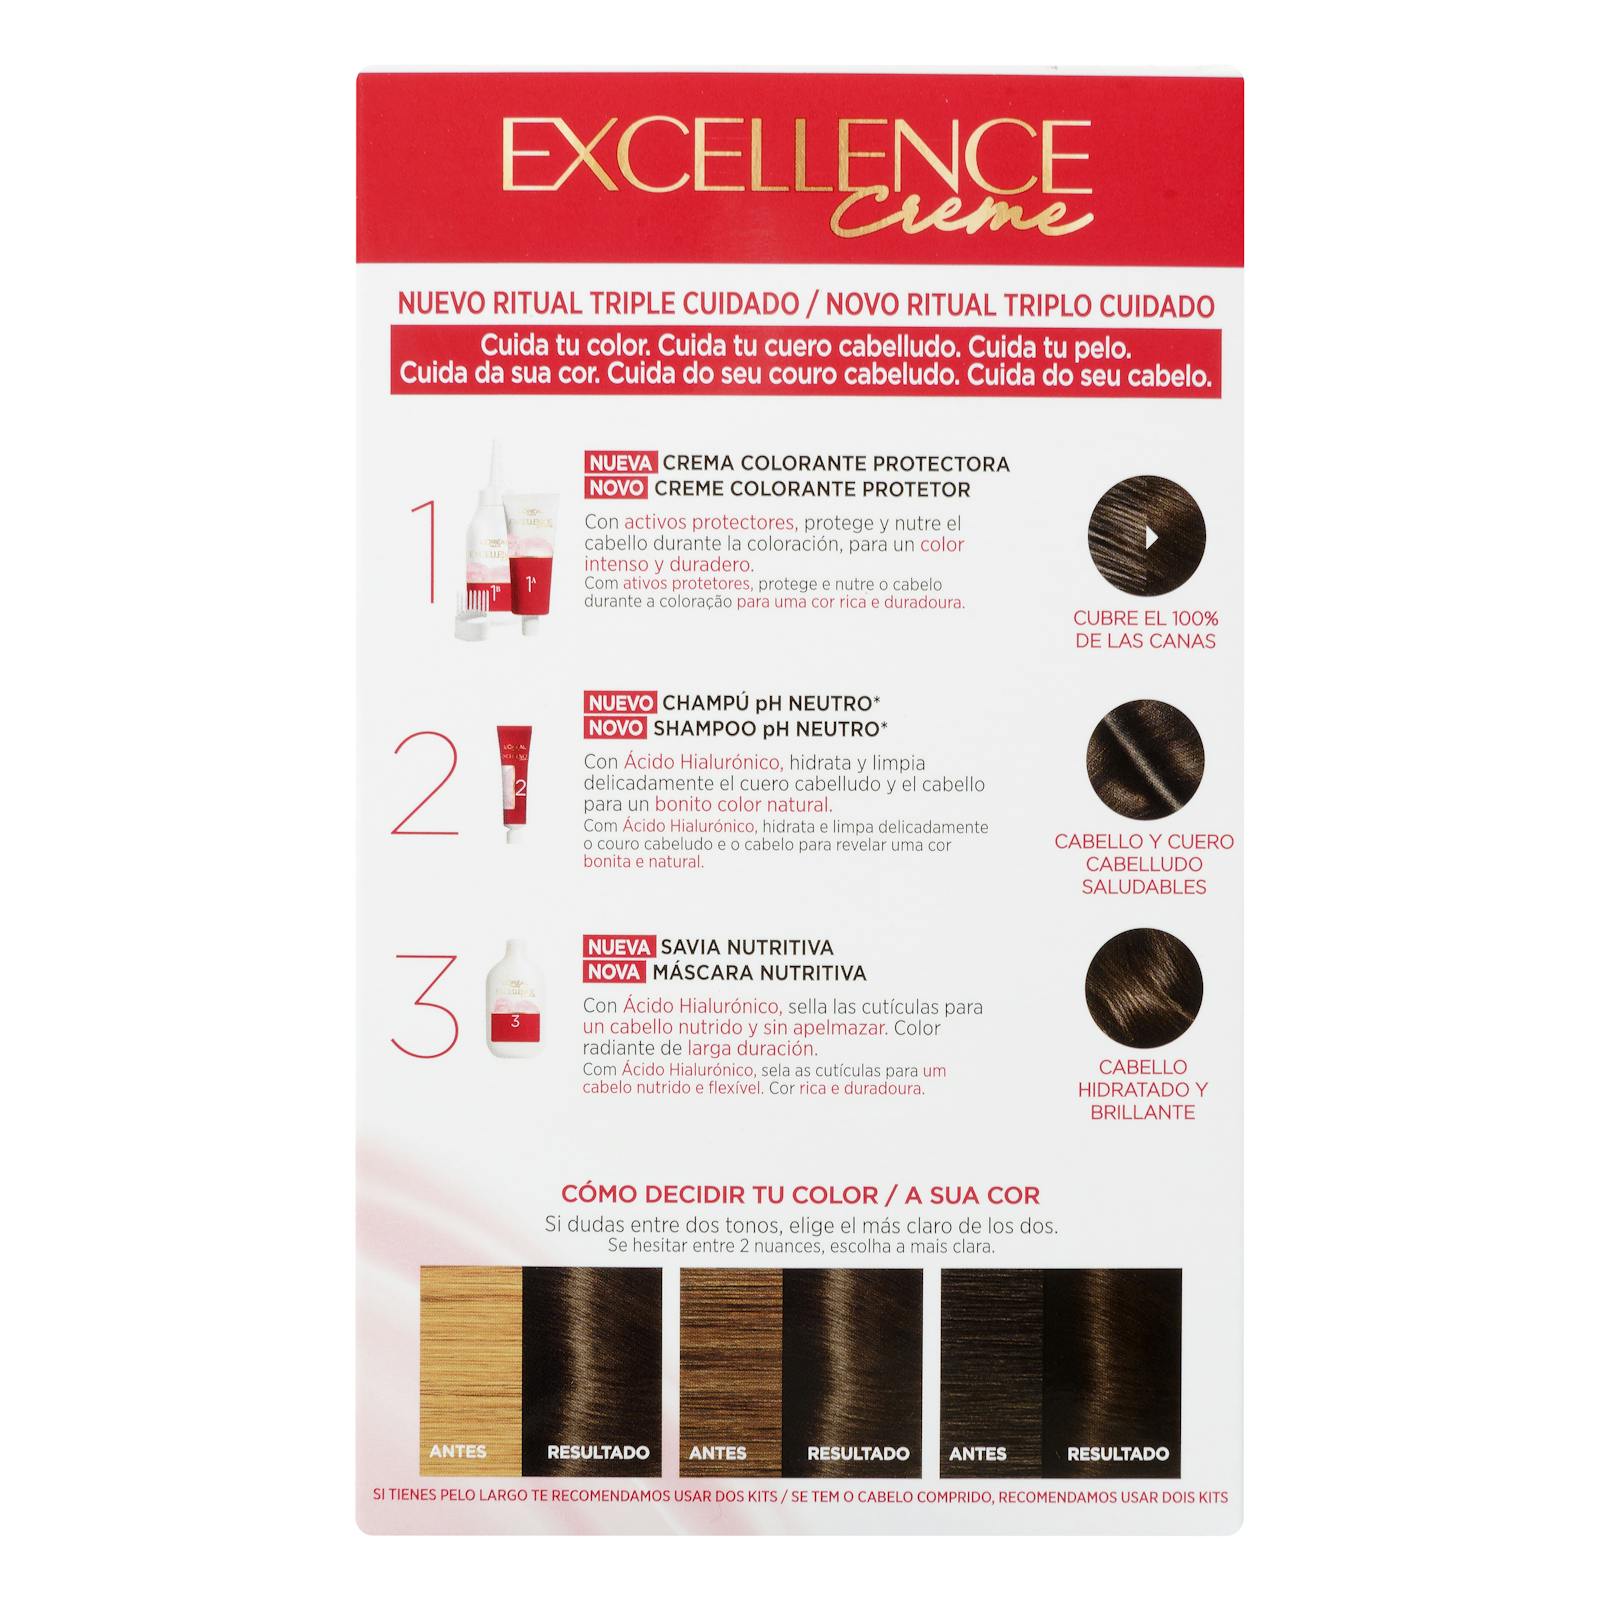 EXCELLENCE
Creme
NUEVO RITUAL TRIPLE CUIDADO / NOVO RITUAL TRIPLO CUIDADO
Cuida tu color. Cuida tu cuero cabelludo. Cuida tu pelo.
Cuida da sua cor. Cuida do seu couro cabeludo. Cuida do seu cabelo.
1
1B
1A
NUEVA CREMA COLORANTE PROTECTORA
NOVO CREME COLORANTE PROTETOR
Con activos protectores, protege y nutre el
cabello durante la coloración, para un color
intenso y duradero.
Com ativos protetores, protege e nutre o cabelo
durante a coloração para uma cor rica e duradoura.
CUBRE EL 100%
DE LAS CANAS
2
2
NUEVO CHAMPÚ pH NEUTRO*
NOVO SHAMPOO pH NEUTRO*
Con Ácido Hialurónico, hidrata y limpia
delicadamente el cuero cabelludo y el cabello
para un bonito color natural.
Com Ácido Hialurónico, hidrata e limpa delicadamente
o couro cabeludo e o cabelo para revelar uma cor
bonita e natural.
CABELLO Y CUERO
CABELLUDO
SALUDABLES
3
3
NUEVA SAVIA NUTRITIVA
NOVA MÁSCARA NUTRITIVA
Con Ácido Hialurónico, sella las cutículas para
un cabello nutrido y sin apelmazar. Color
radiante de larga duración.
Com Ácido Hialurónico, sela as cutículas para um
cabelo nutrido e flexível. Cor rica e duradoura.
CABELLO
HIDRATADO Y
BRILLANTE
CÓMO DECIDIR TU COLOR / A SUA COR
Si dudas entre dos tonos, elige el más claro de los dos.
Se hesitar entre 2 nuances, escolha a mais clara.
ANTES RESULTADO ANTES RESULTADO ANTES RESULTADO
SI TIENES PELO LARGO TE RECOMENDAMOS USAR DOS KITS / SE TEM O CABELO COMPRIDO, RECOMENDAMOS USAR DOIS KITS